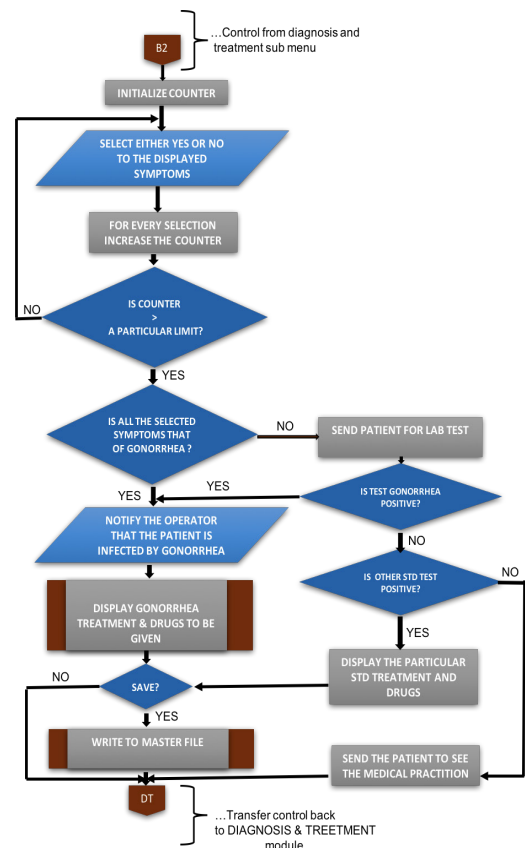 B2
...Control from diagnosis and
treatment sub menu
INITIALIZE COUNTER
SELECT EITHER YES OR NO
TO THE DISPLAYED
SYMPTOMS
FOR EVERY SELECTION
INCREASE THE COUNTER
IS COUNTER
>
A PARTICULAR LIMIT?
NO
YES
IS ALL THE SELECTED
SYMPTOMS THAT
OF GONORRHEA ?
NO
SEND PATIENT FOR LAB TEST
YES
YES
IS TEST GONORRHEA
POSITIVE?
NOTIFY THE OPERATOR
THAT THE PATIENT IS
INFECTED BY GONORRHEA
NO
IS OTHER STD TEST
POSITIVE?
NO
DISPLAY GONORRHEA
TREATMENT & DRUGS TO BE
GIVEN
YES
DISPLAY THE PARTICULAR
STD TREATMENT AND
DRUGS
NO
SAVE?
YES
WRITE TO MASTER FILE
SEND THE PATIENT TO SEE
THE MEDICAL PRACTITION
DT
...Transfer control back
to DIAGNOSIS & TREETMENT
module